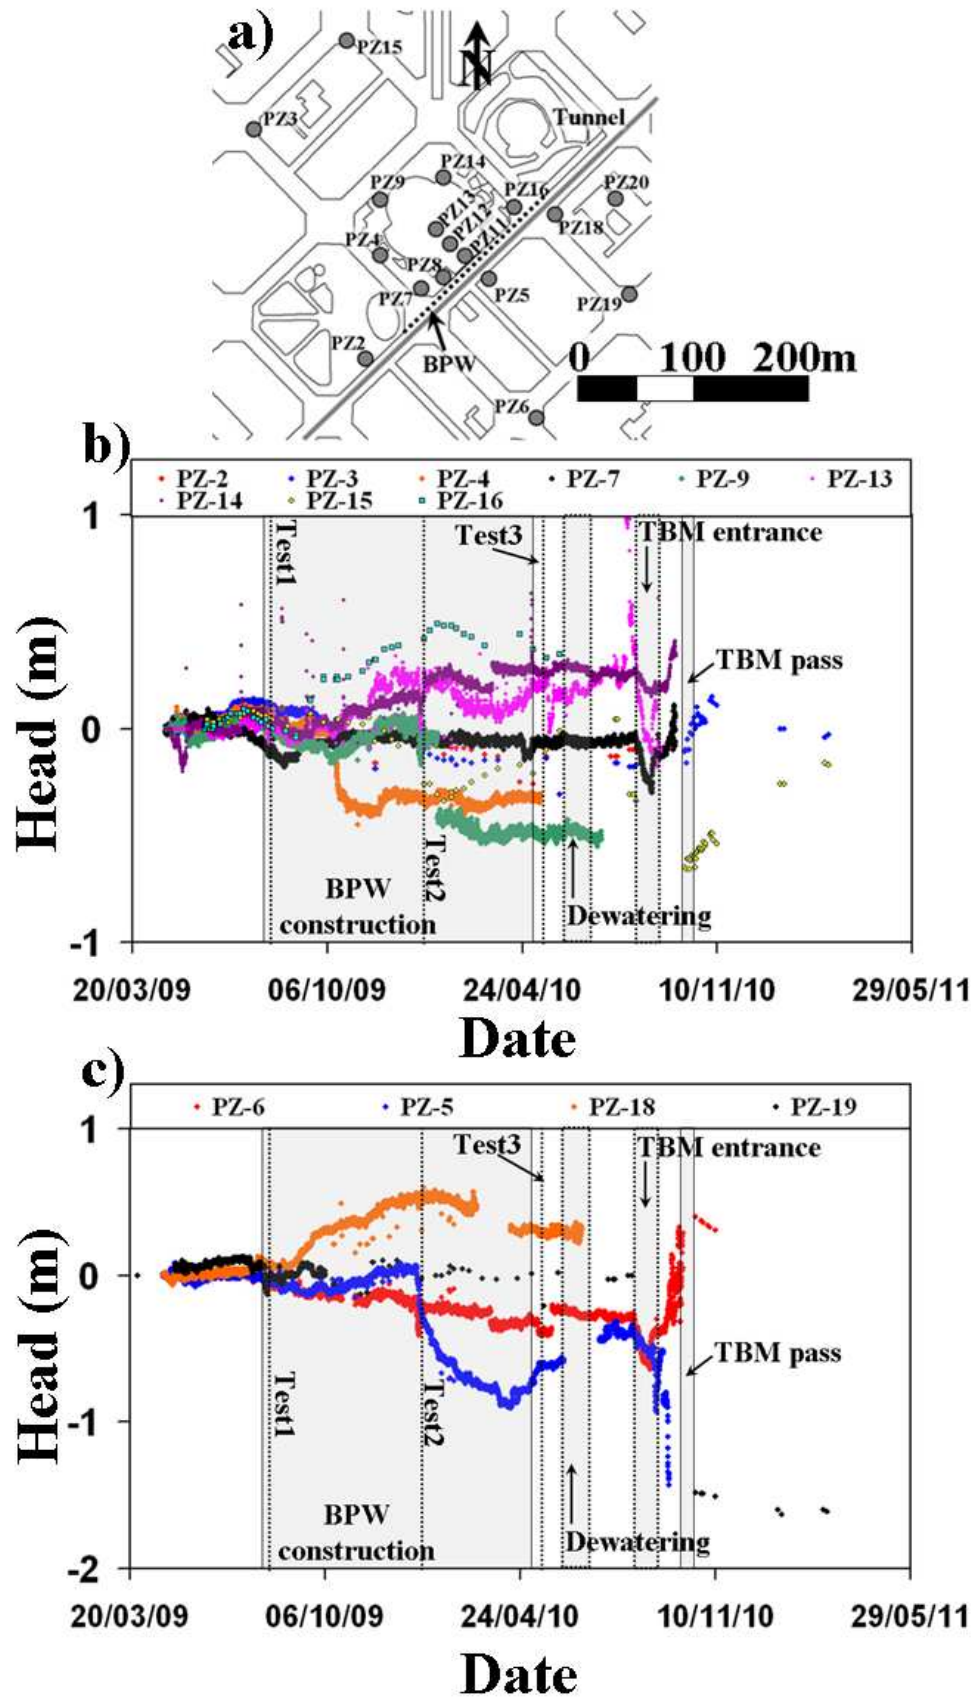 a)
N
PZ15
PZ3
Tunnel
PZ14
PZ9
PZ16
PZ20
PZ13
PZ12
PZ11
PZ18
PZ4
PZ8
PZ7
PZ5
PZ19
PZ2
BPW
PZ6
0 100 200m
b)
PZ-2 PZ-3 PZ-4 PZ-7 PZ-9 PZ-13
PZ-14 PZ-15 PZ-16
1
Test1
Test3
TBM entrance
Head (m)
0
TBM pass
Test2
BPW
construction
Dewatering
-1
20/03/09 06/10/09 24/04/10 10/11/10 29/05/11
Date
c)
PZ-6 PZ-5 PZ-18 PZ-19
1
Test3
TBM entrance
Head (m)
0
TBM pass
Test1
Test2
-1
BPW
construction
Dewatering
-2
20/03/09 06/10/09 24/04/10 10/11/10 29/05/11
Date